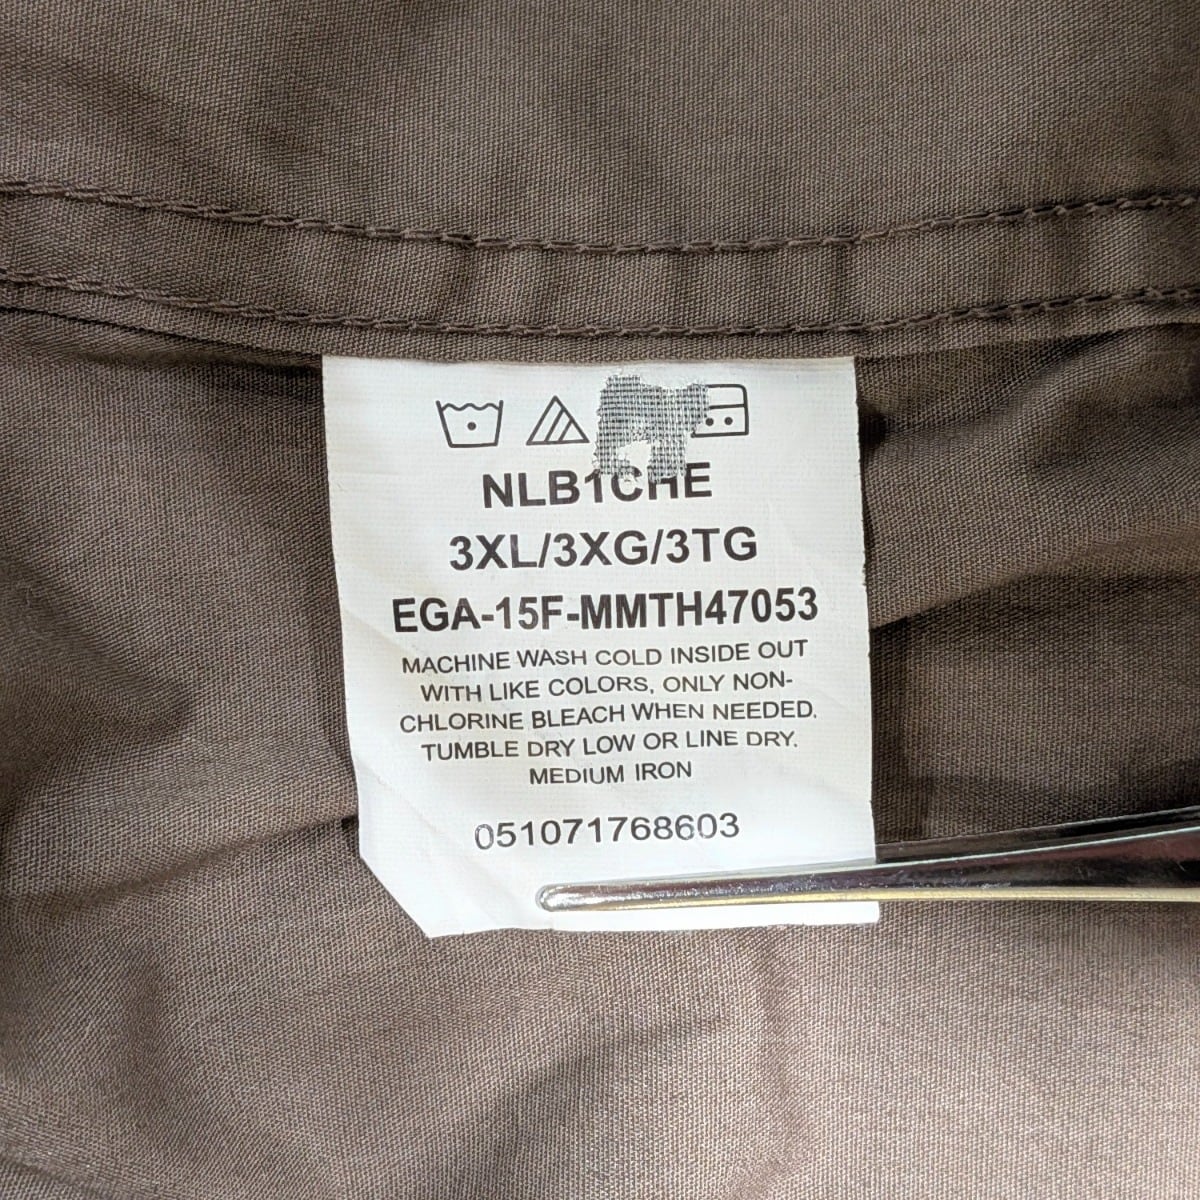 NLB1CHE
3XL/3XG/3TG
EGA-15F-MMTH47053
MACHINE WASH COLD INSIDE OUT
WITH LIKE COLORS, ONLY NON-
CHLORINE BLEACH WHEN NEEDED.
TUMBLE DRY LOW OR LINE DRY.
MEDIUM IRON
051071768603